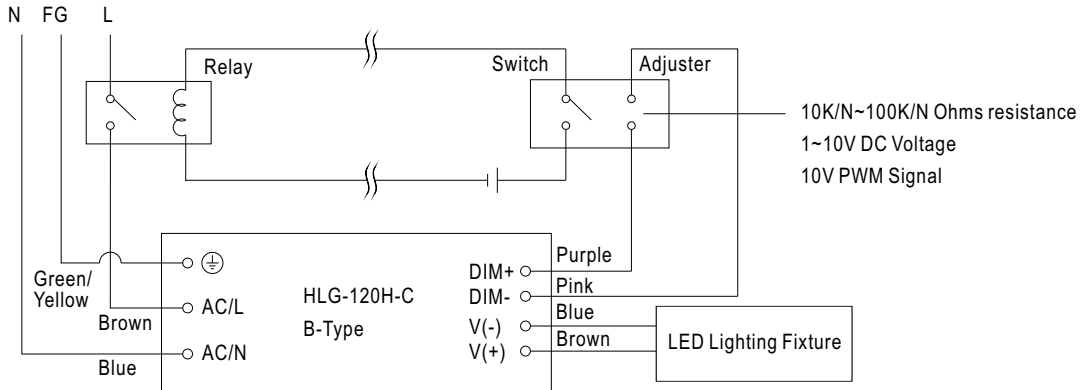 N FG L
Relay
Switch
Adjuster
10K/N~100K/N Ohms resistance
1~10V DC Voltage
10V PWM Signal
Green/
Yellow
Brown
Blue
AC/L
AC/N
HLG-120H-C
B-Type
DIM+
DIM-
V(-)
V(+)
Purple
Pink
Blue
Brown
LED Lighting Fixture